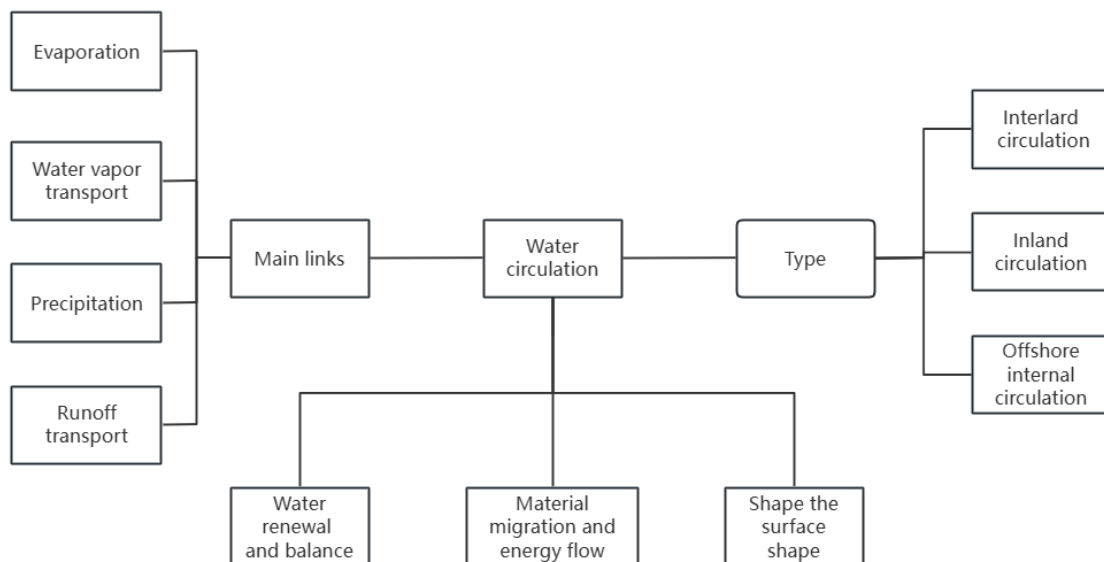 Evaporation
Water vapor
transport
Precipitation
Runoff
transport
Main links
Water
circulation
Type
Interlard
circulation
Inland
circulation
Offshore
internal
circulation
Water
renewal
and balance
Material
migration and
energy flow
Shape the
surface
shape